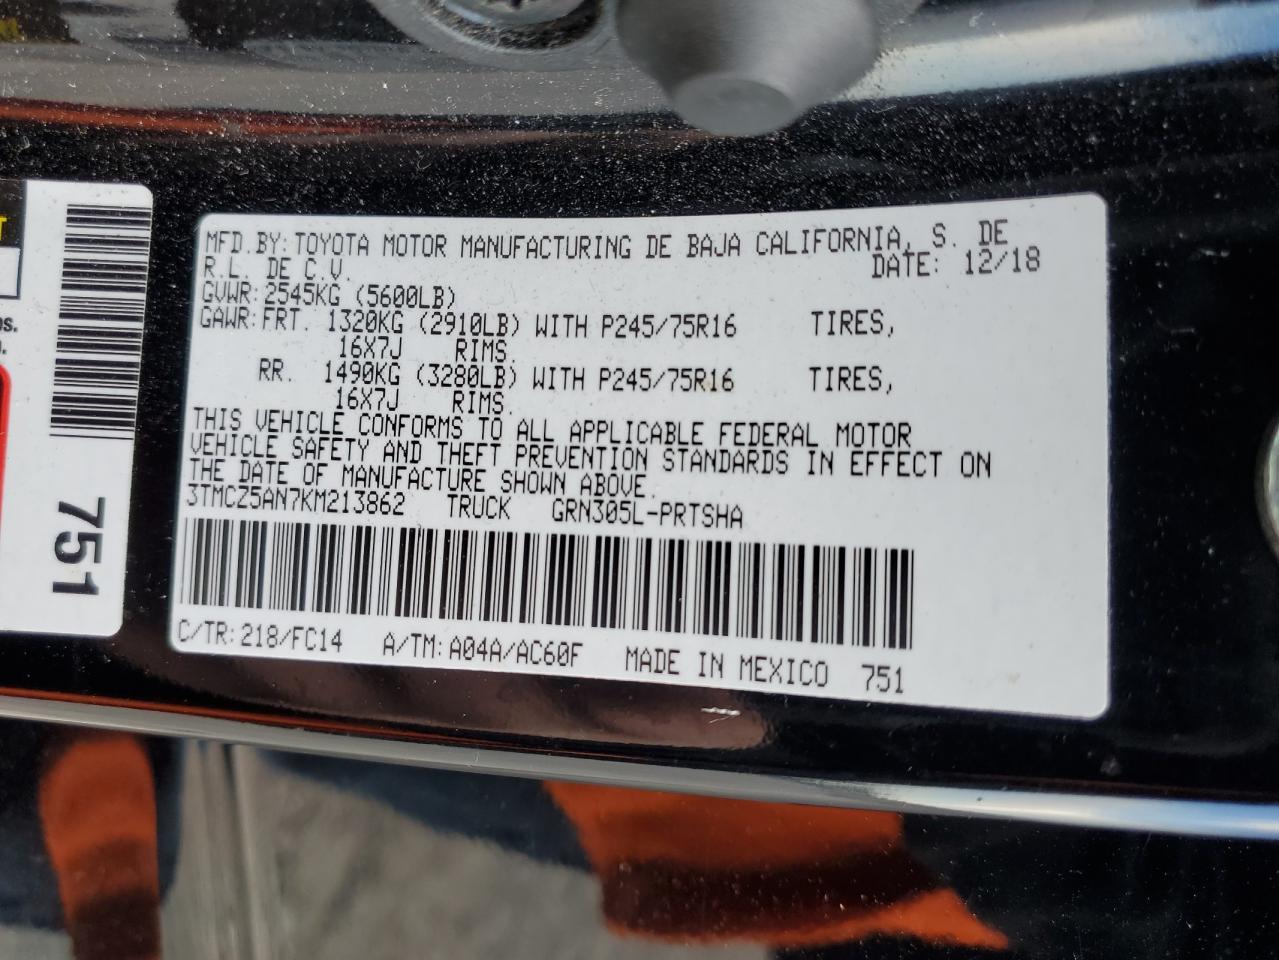 MFD.BY: TOYOTA MOTOR MANUFACTURING DE BAJA CALIFORNIA, S. DE
R.L. DE C.V. DATE: 12/18
GVWR: 2545KG (5600LB)
GAWR: FRT. 1320KG (2910LB) WITH P245/75R16 TIRES,
16X7J RIMS.
RR. 1490KG (3280LB) WITH P245/75R16 TIRES,
16X7J RIMS.
THIS VEHICLE CONFORMS TO ALL APPLICABLE FEDERAL MOTOR
VEHICLE SAFETY AND THEFT PREVENTION STANDARDS IN EFFECT ON
THE DATE OF MANUFACTURE SHOWN ABOVE.
3TMCZ5AN7KM213862 TRUCK GRN305L-PRTSHA
C/TR: 218/FC14 A/TM: A04A/AC60F MADE IN MEXICO 751
751